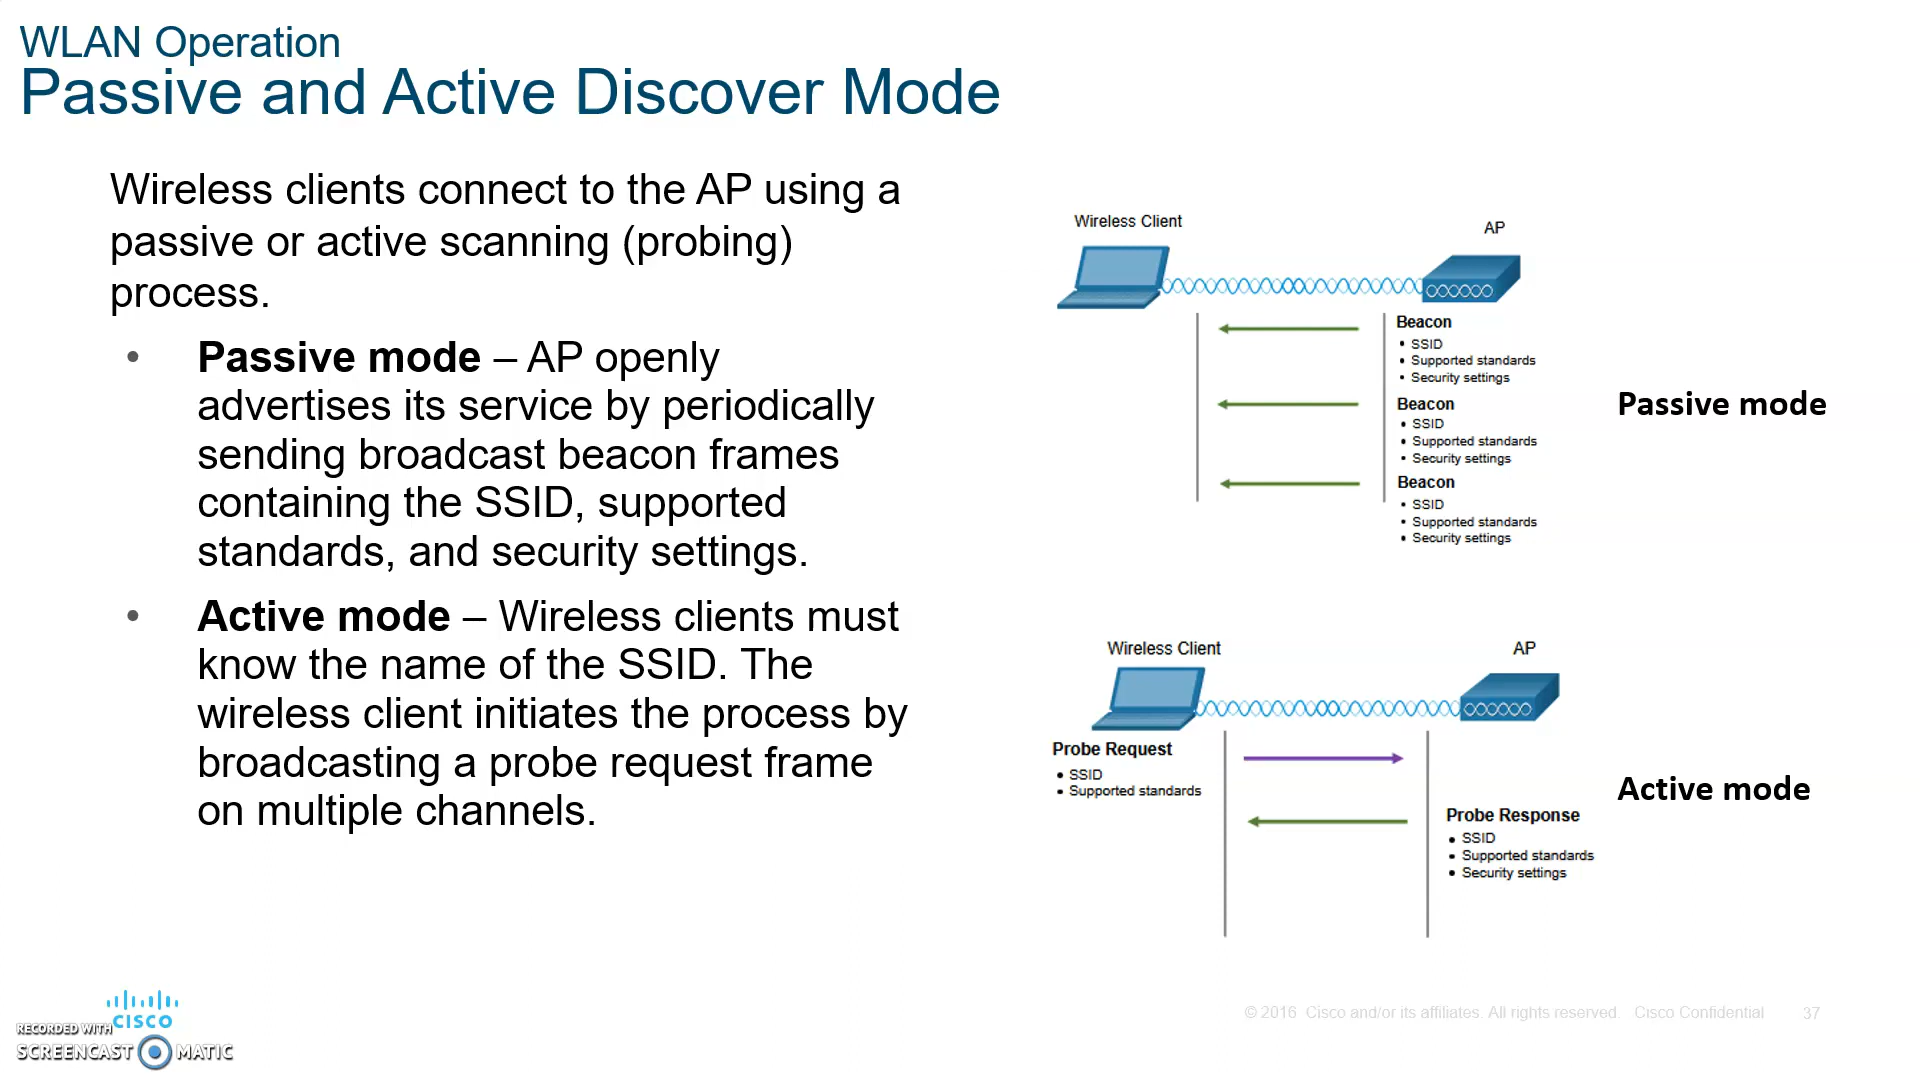 WLAN Operation
Passive and Active Discover Mode
Wireless clients connect to the AP using a
passive or active scanning (probing)
process.
• Passive mode – AP openly
advertises its service by periodically
sending broadcast beacon frames
containing the SSID, supported
standards, and security settings.
• Active mode – Wireless clients must
know the name of the SSID. The
wireless client initiates the process by
broadcasting a probe request frame
on multiple channels.
Wireless Client
AP
Beacon
• SSID
• Supported standards
• Security settings
Beacon
• SSID
• Supported standards
• Security settings
Beacon
• SSID
• Supported standards
• Security settings
Passive mode
Wireless Client
AP
Probe Request
• SSID
• Supported standards
Probe Response
• SSID
• Supported standards
• Security settings
Active mode
CISCO
RECORDED WITH
SCREENCAST MATIC
© 2016 Cisco and/or its affiliates. All rights reserved. Cisco Confidential 37